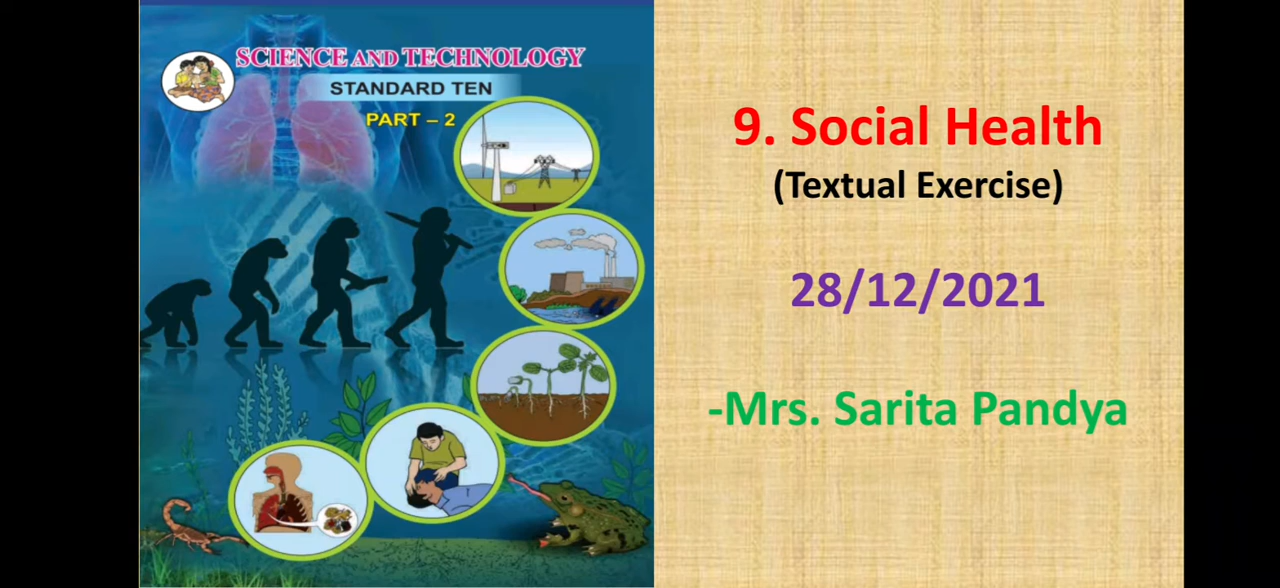 SCIENCE AND TECHNOLOGY
STANDARD TEN
PART – 2
9. Social Health
(Textual Exercise)
28/12/2021
-Mrs. Sarita Pandya